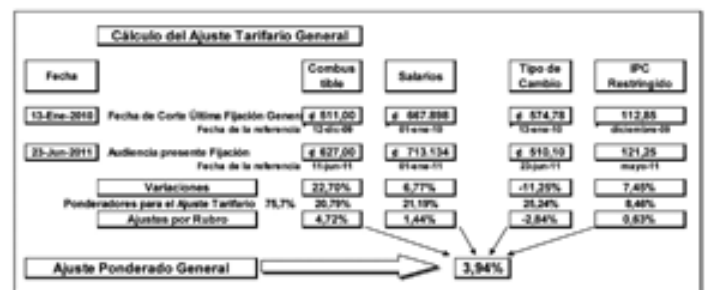 Cálculo del Ajuste Tarifario General
Fecha Combustible Salarios Tipo de Cambio IPC Restringido
13-Ene-2010 Fecha de Corte Última Fijación Gener ¢ 511,00 ¢ 667.898 ¢ 574,78 112,85
Fecha de la referencia 12-dic-09 01-ene-10 13-ene-10 diciembre-09
23-Jun-2011 Audiencia presente Fijación ¢ 627,00 ¢ 713.134 ¢ 510,10 121,25
Fecha de la referencia 11-jun-11 01-ene-11 23-jun-11 mayo-11
Variaciones 22,70% 6,77% -11,25% 7,45%
Ponderadores para el Ajuste Tarifario 75,7% 20,79% 21,19% 25,24% 8,46%
Ajustes por Rubro 4,72% 1,44% -2,84% 0,63%
Ajuste Ponderado General 3,94%